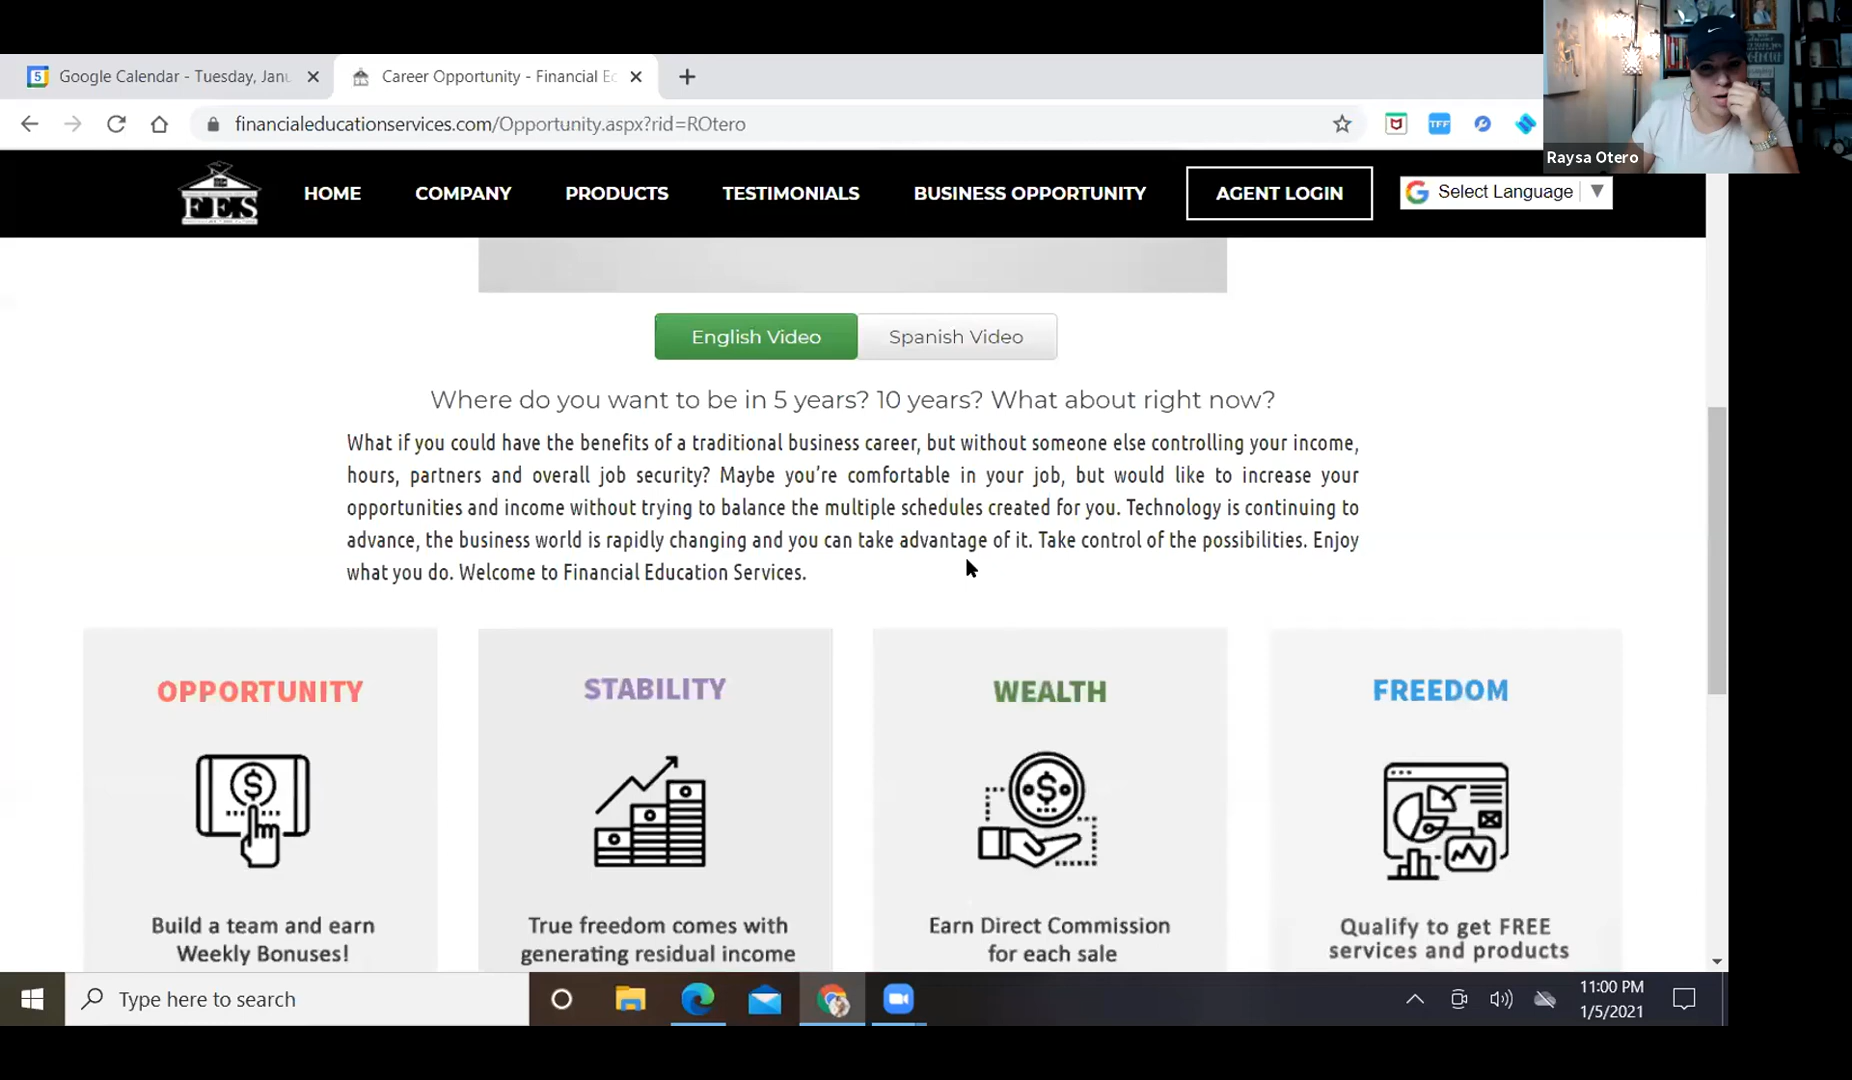 5 Google Calendar - Tuesday, Janu
Career Opportunity - Financial Ec
financialeducationservices.com/Opportunity.aspx?rid=ROtero
TFF
Raysa Otero
FES
HOME
COMPANY
PRODUCTS
TESTIMONIALS
BUSINESS OPPORTUNITY
AGENT LOGIN
Select Language
English Video
Spanish Video
Where do you want to be in 5 years? 10 years? What about right now?
What if you could have the benefits of a traditional business career, but without someone else controlling your income,
hours, partners and overall job security? Maybe you're comfortable in your job, but would like to increase your
opportunities and income without trying to balance the multiple schedules created for you. Technology is continuing to
advance, the business world is rapidly changing and you can take advantage of it. Take control of the possibilities. Enjoy
what you do. Welcome to Financial Education Services.
OPPORTUNITY
Build a team and earn
Weekly Bonuses!
STABILITY
True freedom comes with
generating residual income
WEALTH
Earn Direct Commission
for each sale
FREEDOM
Qualify to get FREE
services and products
Type here to search
11:00 PM
1/5/2021